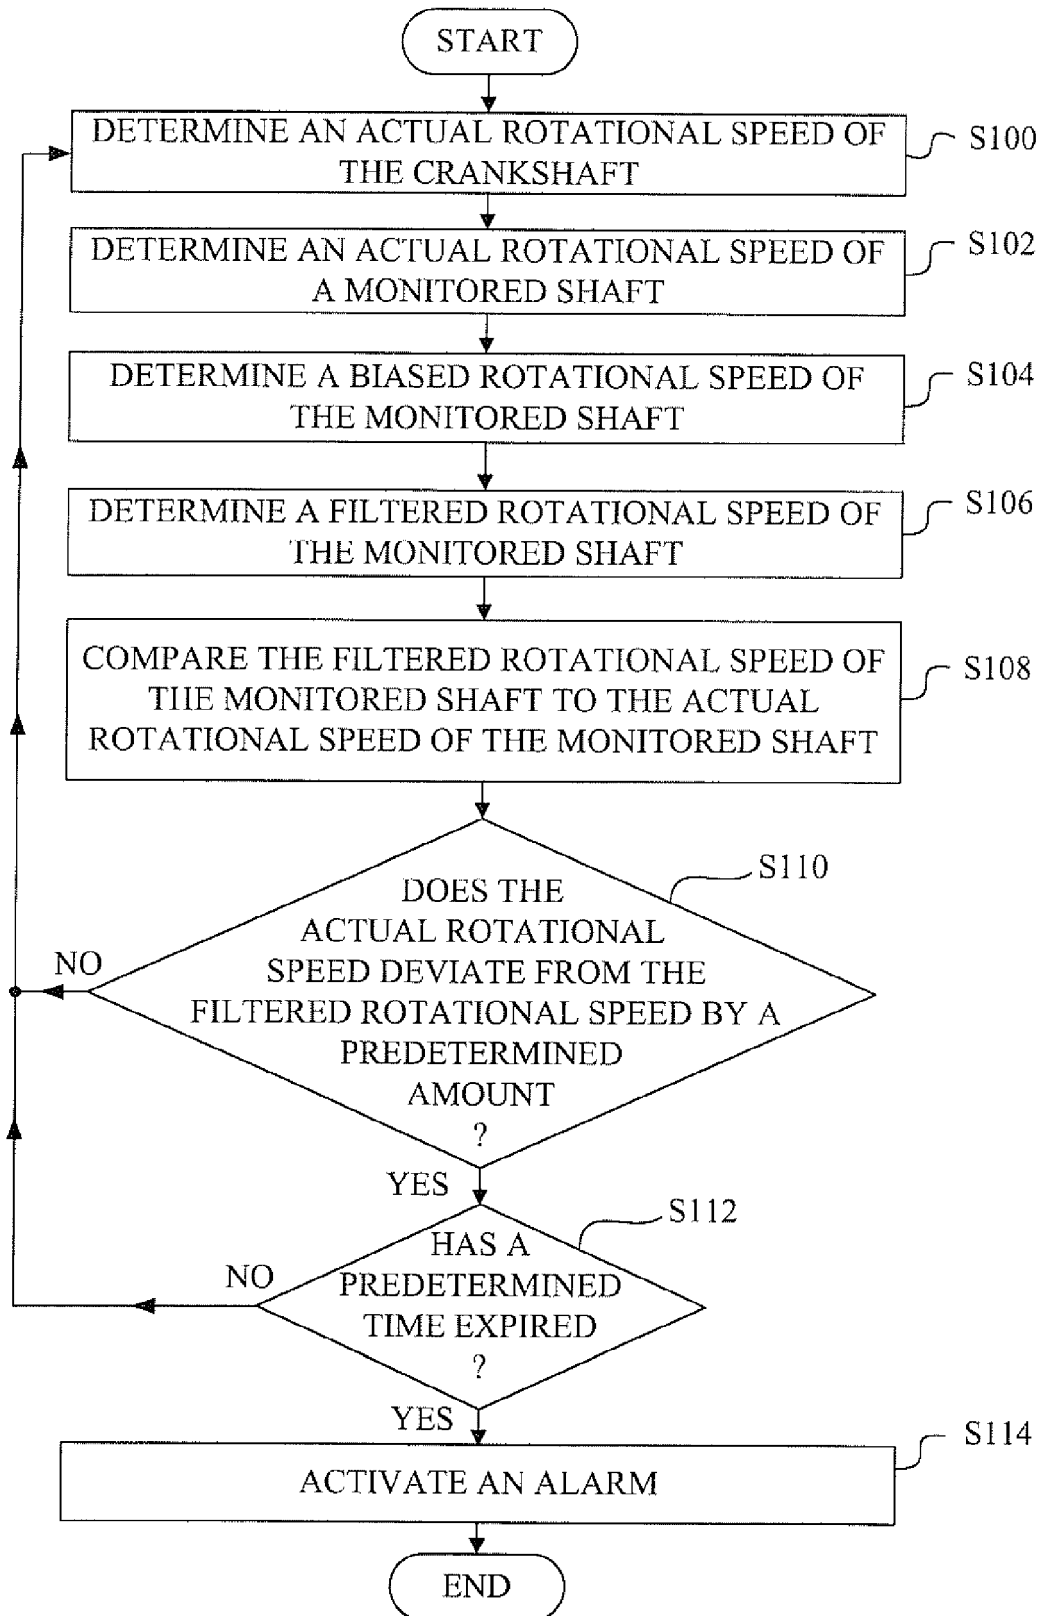 START
DETERMINE AN ACTUAL ROTATIONAL SPEED OF
THE CRANKSHAFT
S100
DETERMINE AN ACTUAL ROTATIONAL SPEED OF
A MONITORED SHAFT
S102
DETERMINE A BIASED ROTATIONAL SPEED OF
THE MONITORED SHAFT
S104
DETERMINE A FILTERED ROTATIONAL SPEED OF
THE MONITORED SHAFT
S106
COMPARE THE FILTERED ROTATIONAL SPEED OF
THE MONITORED SHAFT TO THE ACTUAL
ROTATIONAL SPEED OF THE MONITORED SHAFT
S108
DOES THE
ACTUAL ROTATIONAL
SPEED DEVIATE FROM THE
FILTERED ROTATIONAL SPEED BY A
PREDETERMINED
AMOUNT
?
S110
NO
YES
HAS A
PREDETERMINED
TIME EXPIRED
?
S112
NO
YES
ACTIVATE AN ALARM
S114
END